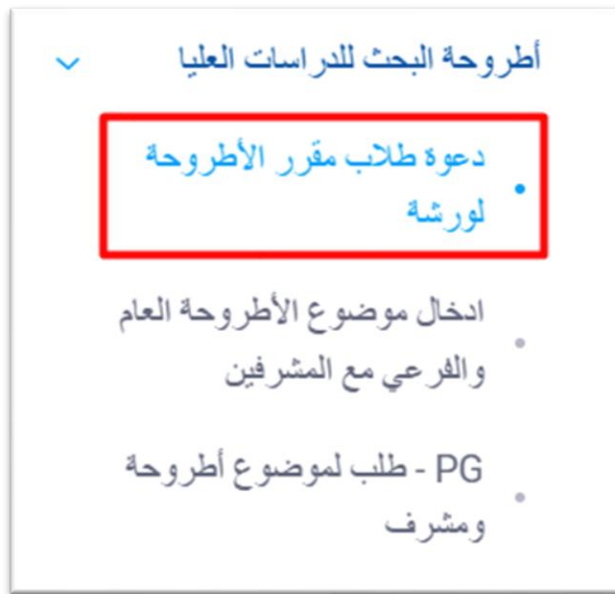 أطروحة البحث للدراسات العليا
دعوة طلاب مقرر الأطروحة
لورشة
ادخال موضوع الأطروحة العام
والفرعي مع المشرفين
PG - طلب لموضوع أطروحة
ومشرف